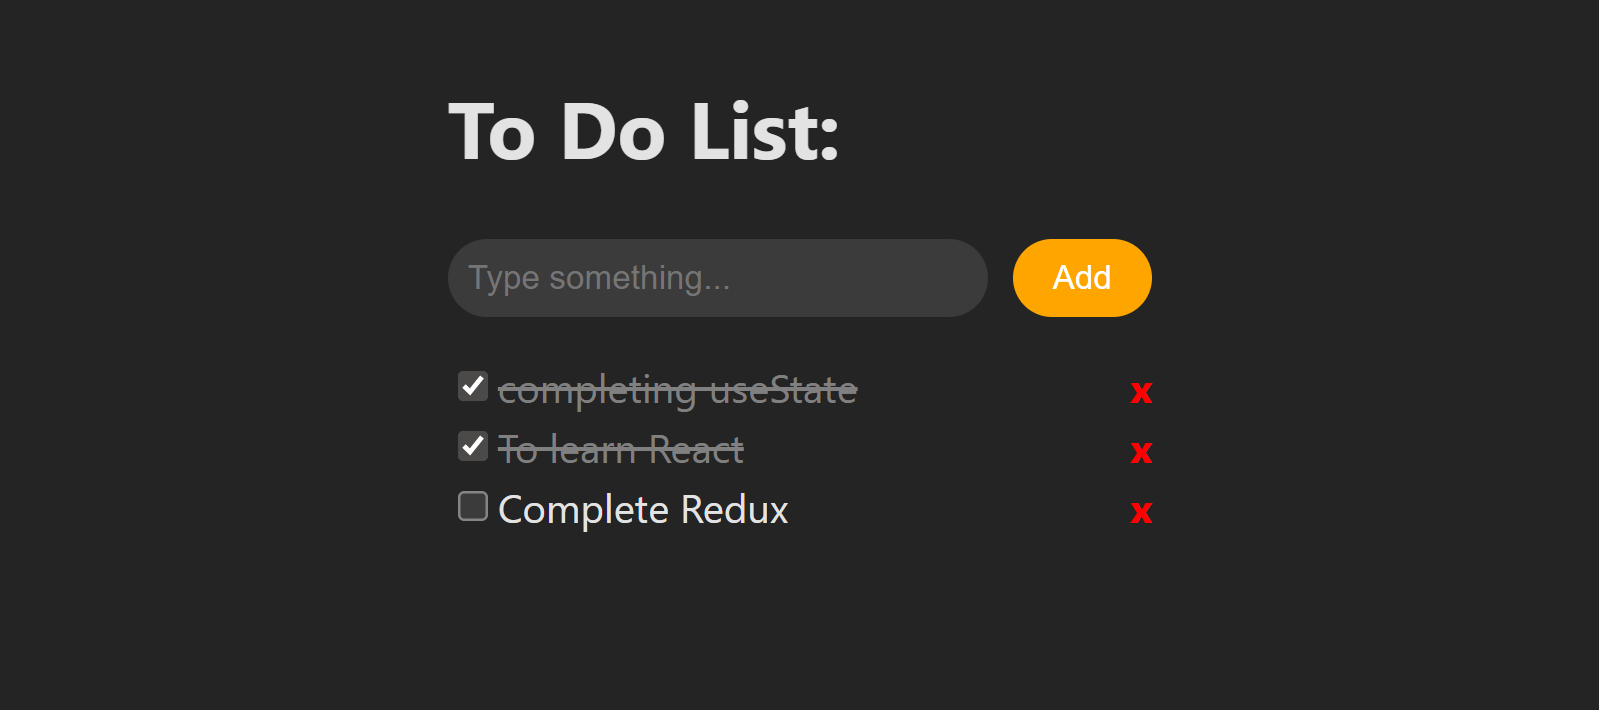 To Do List:
Type something... Add
completing useState x
To learn React x
Complete Redux x